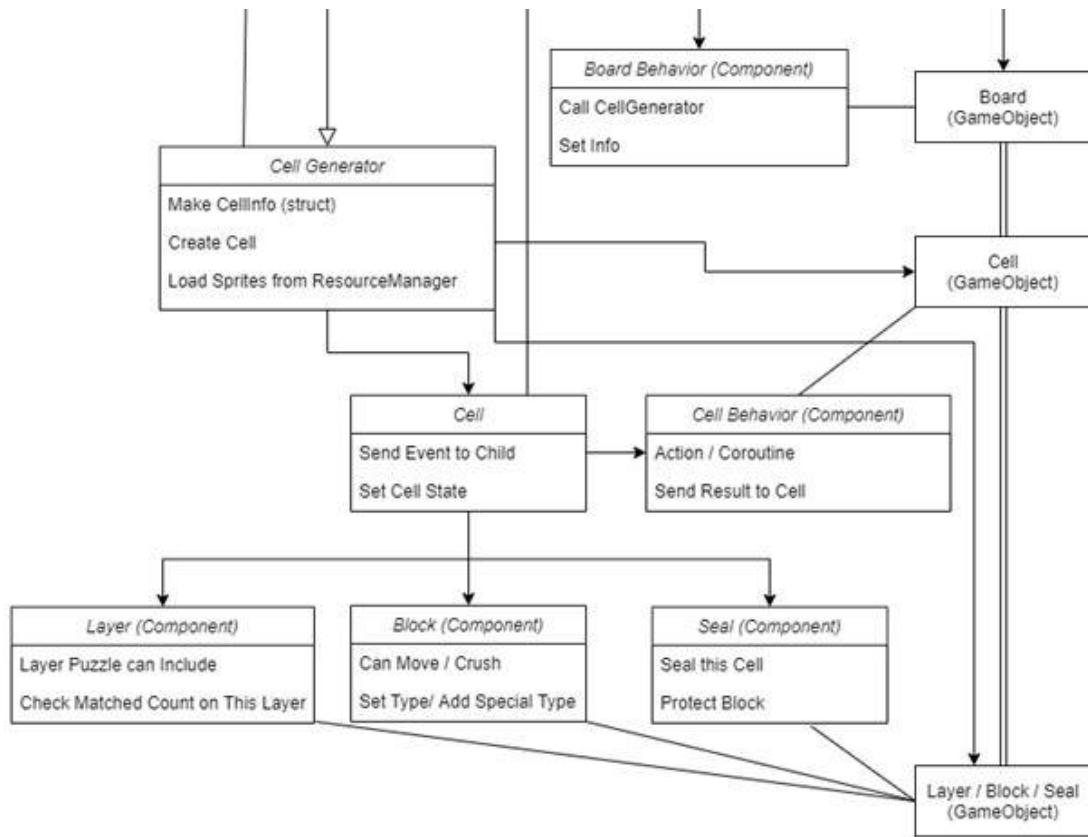 Board Behavior (Component)
Call CellGenerator
Set Info
Board
(GameObject)
Cell Generator
Make CellInfo (struct)
Create Cell
Load Sprites from ResourceManager
Cell
(GameObject)
Cell
Send Event to Child
Set Cell State
Cell Behavior (Component)
Action / Coroutine
Send Result to Cell
Layer (Component)
Layer Puzzle can Include
Check Matched Count on This Layer
Block (Component)
Can Move / Crush
Set Type/ Add Special Type
Seal (Component)
Seal this Cell
Protect Block
Layer / Block / Seal
(GameObject)